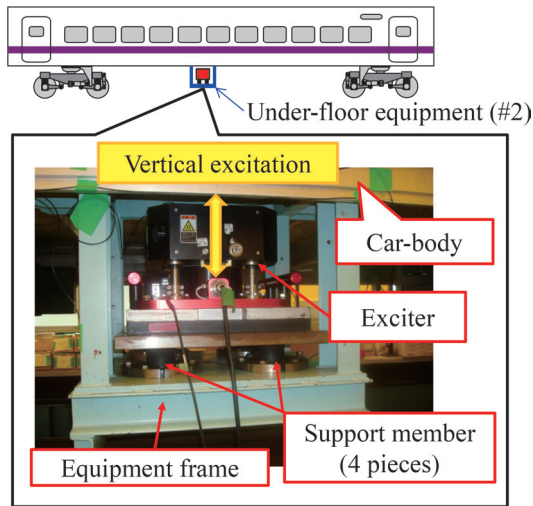 Under-floor equipment (#2)
Vertical excitation
Car-body
Exciter
Support member
(4 pieces)
Equipment frame